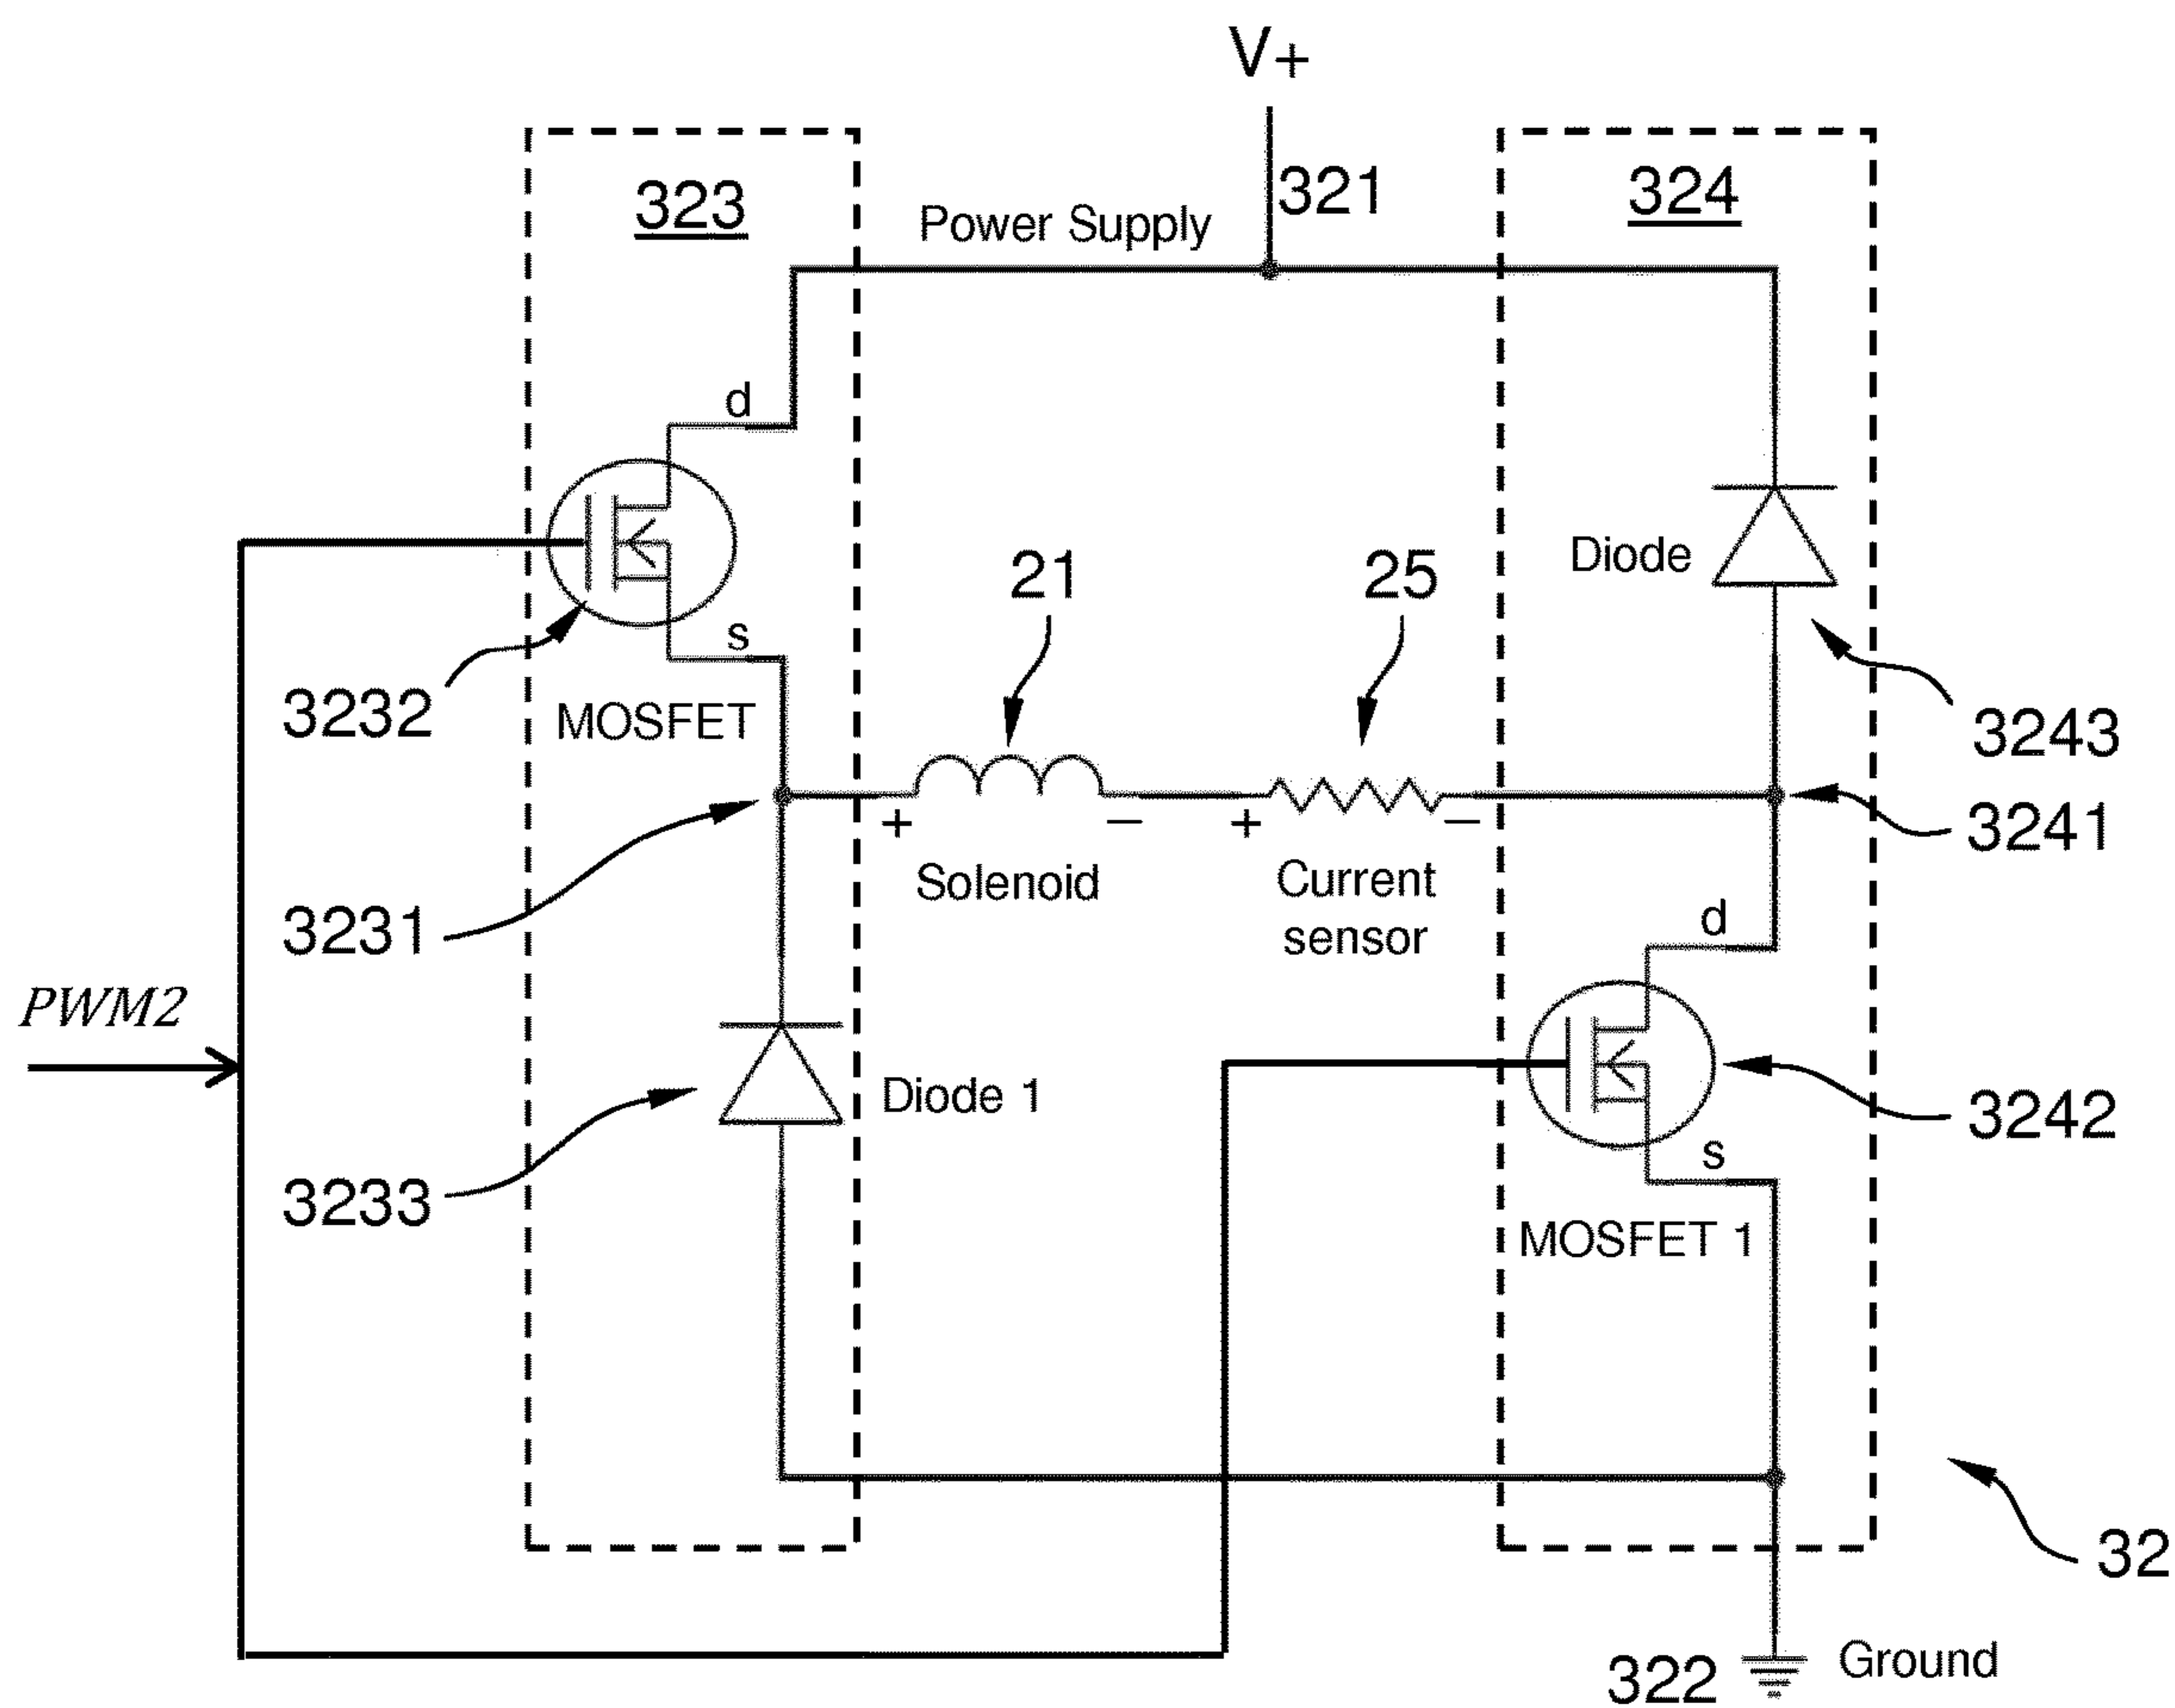 V+
323
321
324
Power Supply
d
21
25
Diode
s
3232
MOSFET
3243
+
–
+
–
3241
Solenoid
Current
sensor
3231
d
PWM2
Diode 1
3242
s
3233
MOSFET 1
32
322
Ground